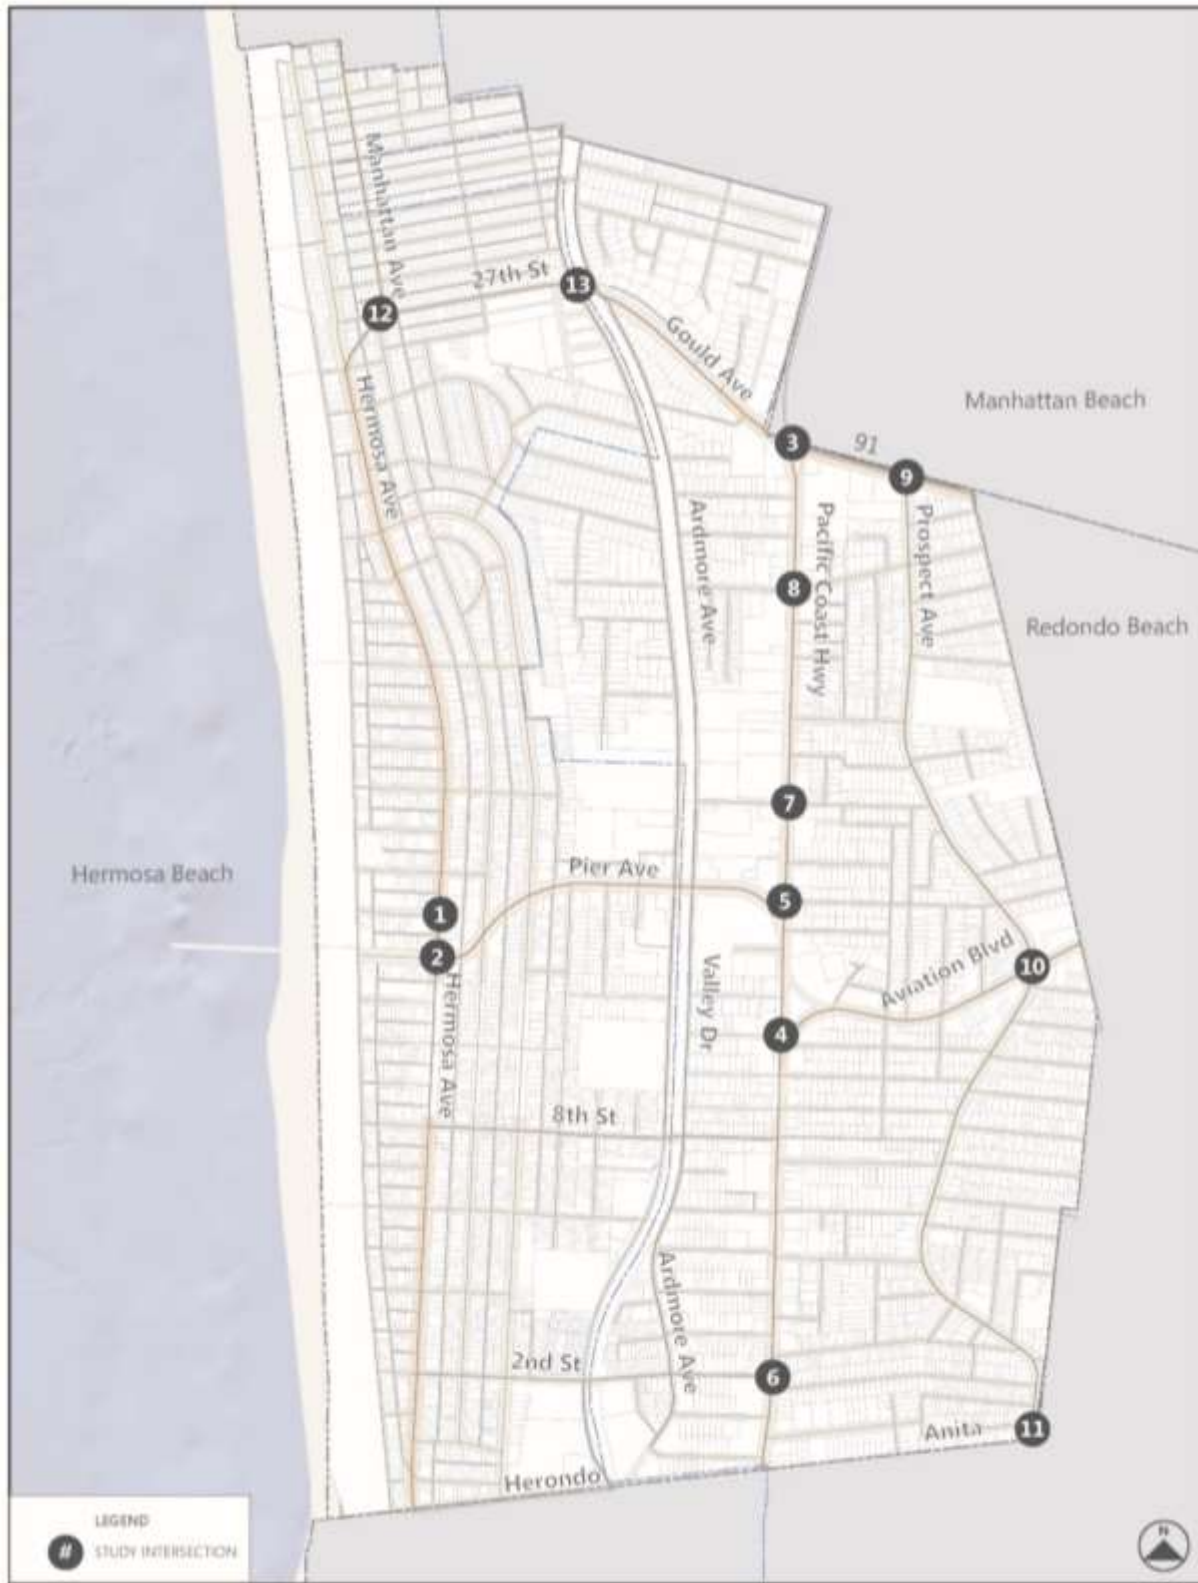 Manhattan Ave
27th St
13
12
Gould Ave
Hermosa Ave
Manhattan Beach
3
91
9
Ardmore Ave
Pacific Coast Hwy
Prospect Ave
8
Redondo Beach
7
Hermosa Beach
Pier Ave
5
1
2
Hermosa Ave
Valley Dr
Aviation Blvd
10
4
8th St
Ardmore Ave
2nd St
6
Anita
11
Herondo
LEGEND
# STUDY INTERSECTION
N